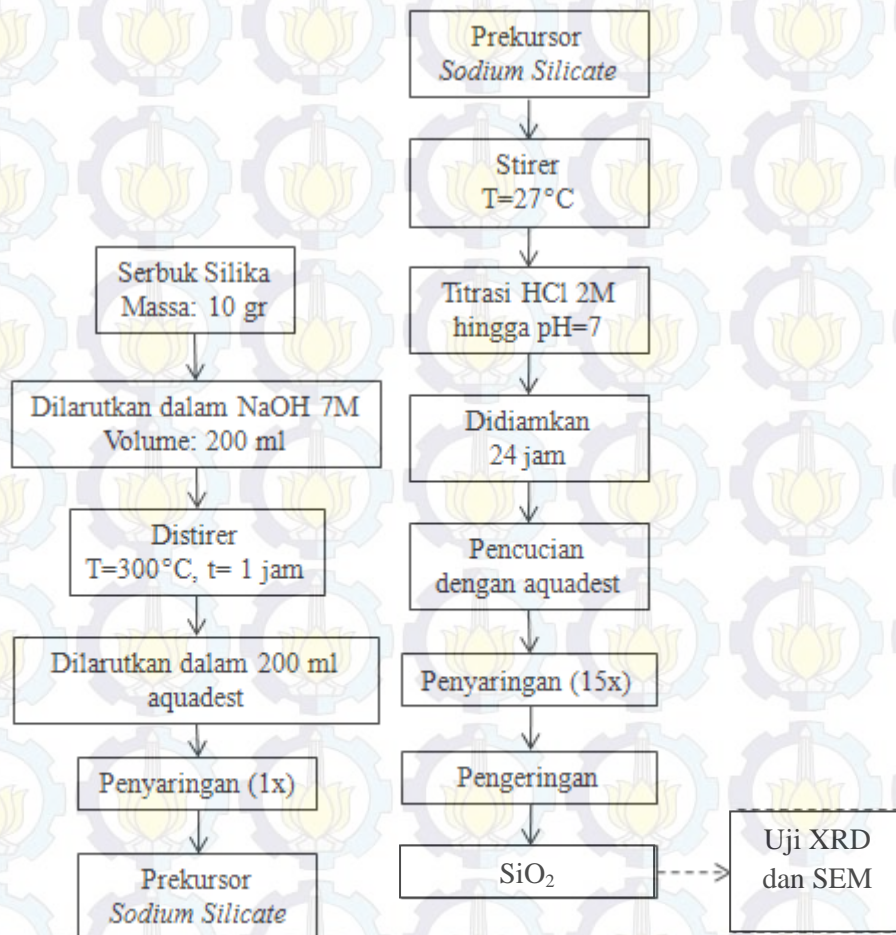 Serbuk Silika
Massa: 10 gr
Dilarutkan dalam NaOH 7M
Volume: 200 ml
Distirer
T=300°C, t= 1 jam
Dilarutkan dalam 200 ml
aquadest
Penyaringan (1x)
Prekursor
Sodium Silicate
Prekursor
Sodium Silicate
Stirer
T=27°C
Titrasi HCl 2M
hingga pH=7
Didiamkan
24 jam
Pencucian
dengan aquadest
Penyaringan (15x)
Pengeringan
SiO₂
Uji XRD
dan SEM